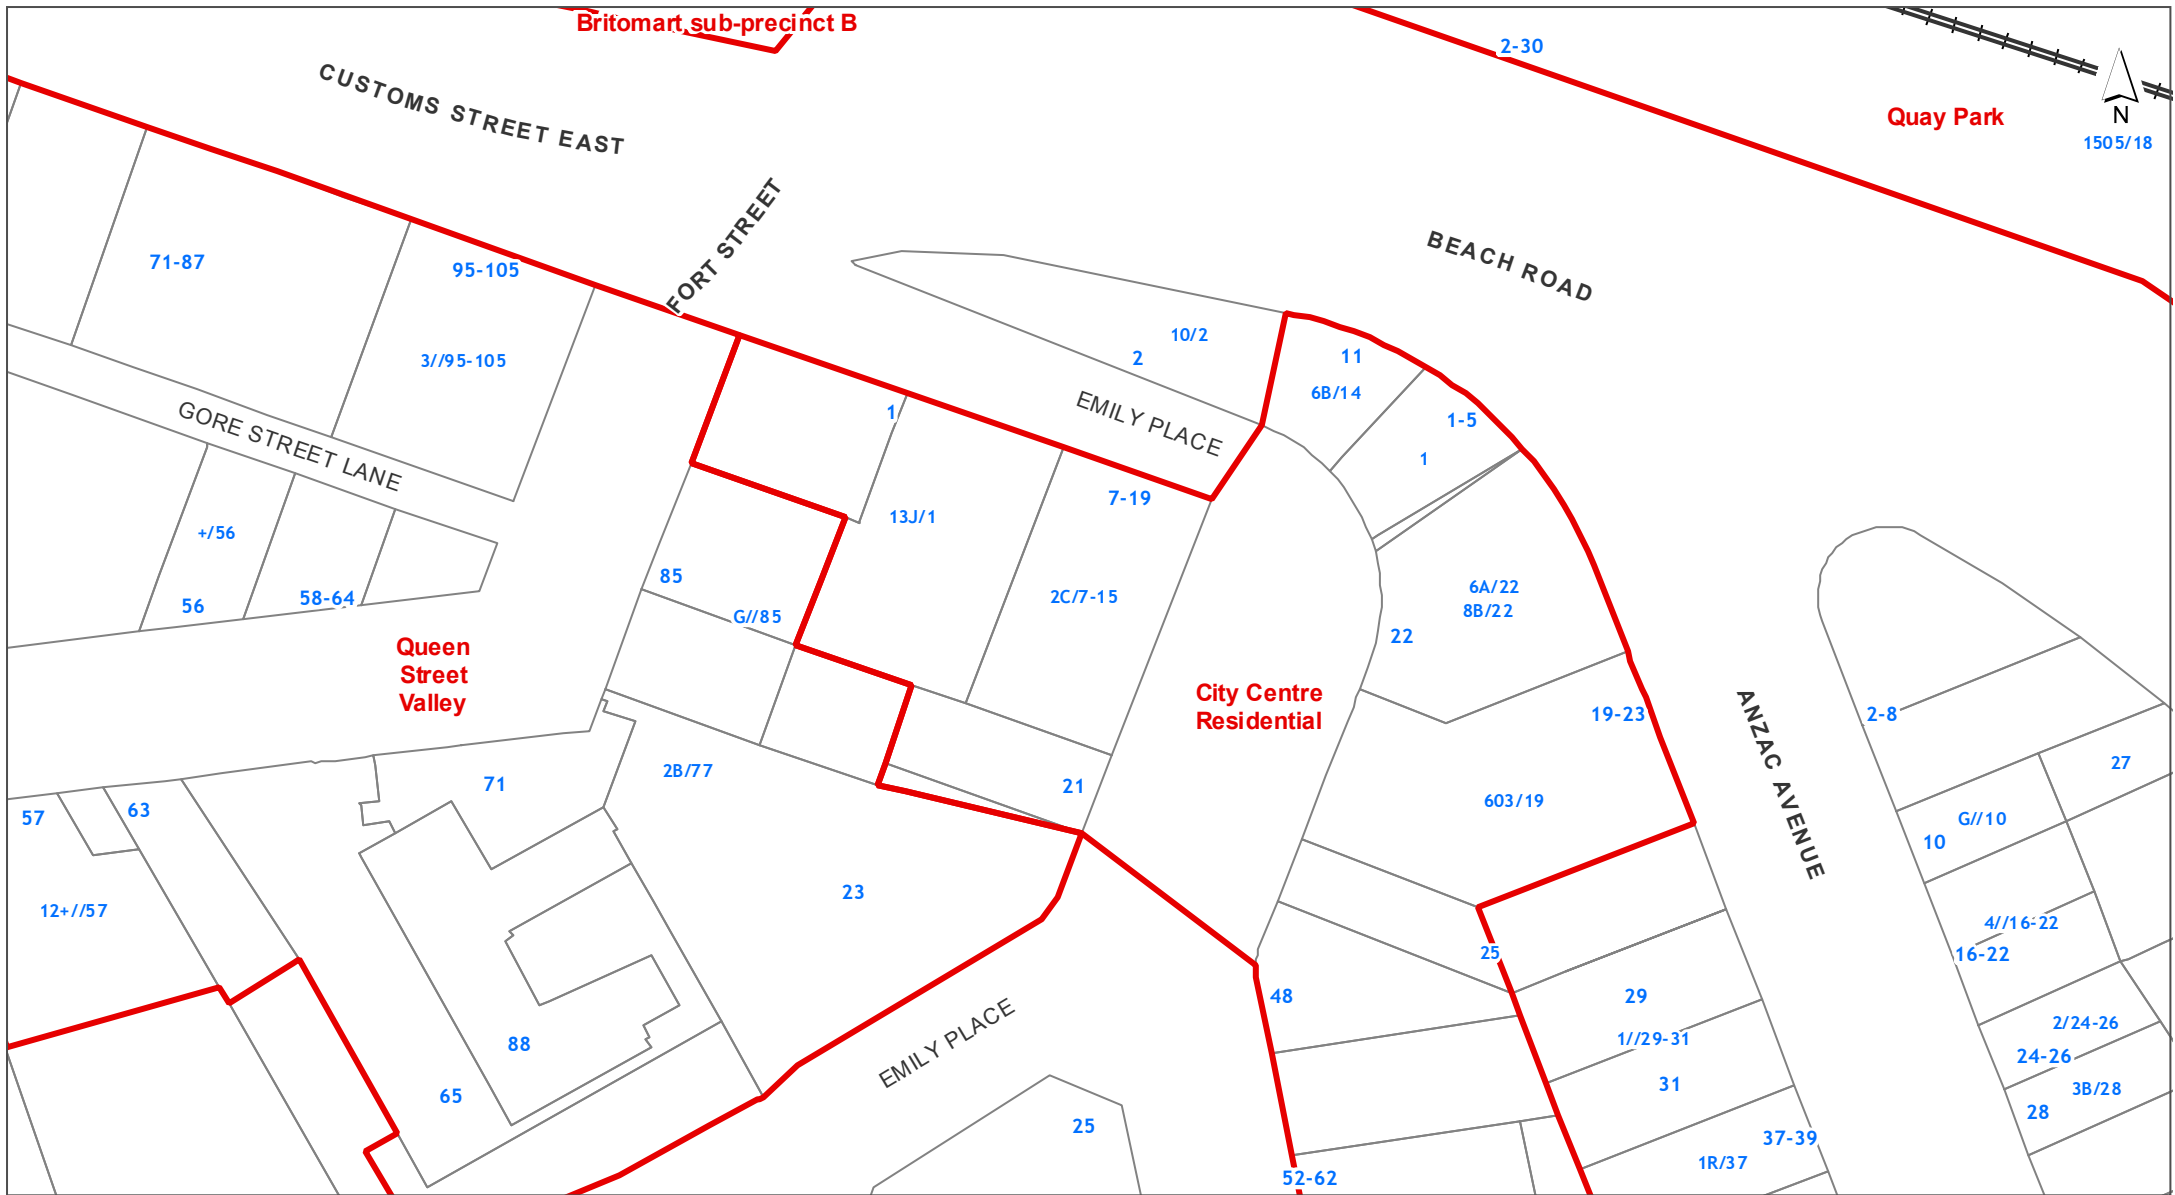 Britomart sub-precinct B
2-30
CUSTOMS STREET EAST
Quay Park
N
1505/18
FORT STREET
BEACH ROAD
71-87
95-105
3//95-105
10/2
2
11
6B/14
EMILY PLACE
1
1-5
1
GORE STREET LANE
7-19
13J/1
+/56
56
58-64
85
G//85
2C/7-15
6A/22
8B/22
22
Queen
Street
Valley
City Centre
Residential
19-23
ANZAC AVENUE
2-8
27
71
2B/77
21
603/19
57
63
G//10
10
12+//57
23
4//16-22
16-22
25
48
29
88
EMILY PLACE
1//29-31
2/24-26
24-26
65
31
3B/28
28
25
37-39
1R/37
52-62